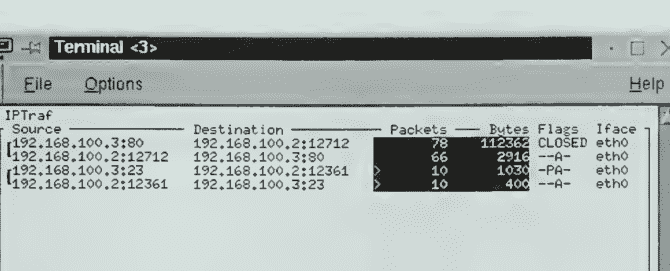 Terminal <3>
File Options Help
IPTraf
Source Destination Packets Bytes Flags Iface
192.168.100.3:80 192.168.100.2:12712 78 112362 CLOSED eth0
192.168.100.2:12712 192.168.100.3:80 66 2916 --A- eth0
192.168.100.3:23 192.168.100.2:12361 > 10 1030 -PA- eth0
192.168.100.2:12361 192.168.100.3:23 > 10 400 --A- eth0